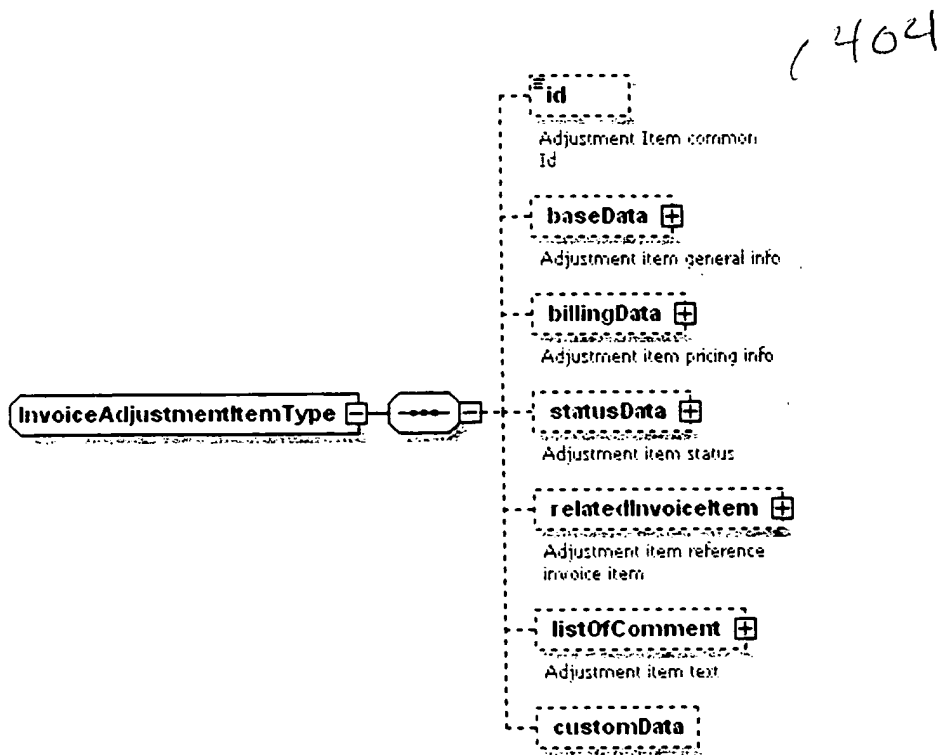 404
id
Adjustment Item common
Id
baseData
Adjustment item general info
billingData
Adjustment item pricing info
InvoiceAdjustmentItemType
statusData
Adjustment item status
relatedInvoiceItem
Adjustment item reference
invoice item
listOfComment
Adjustment item text
customData